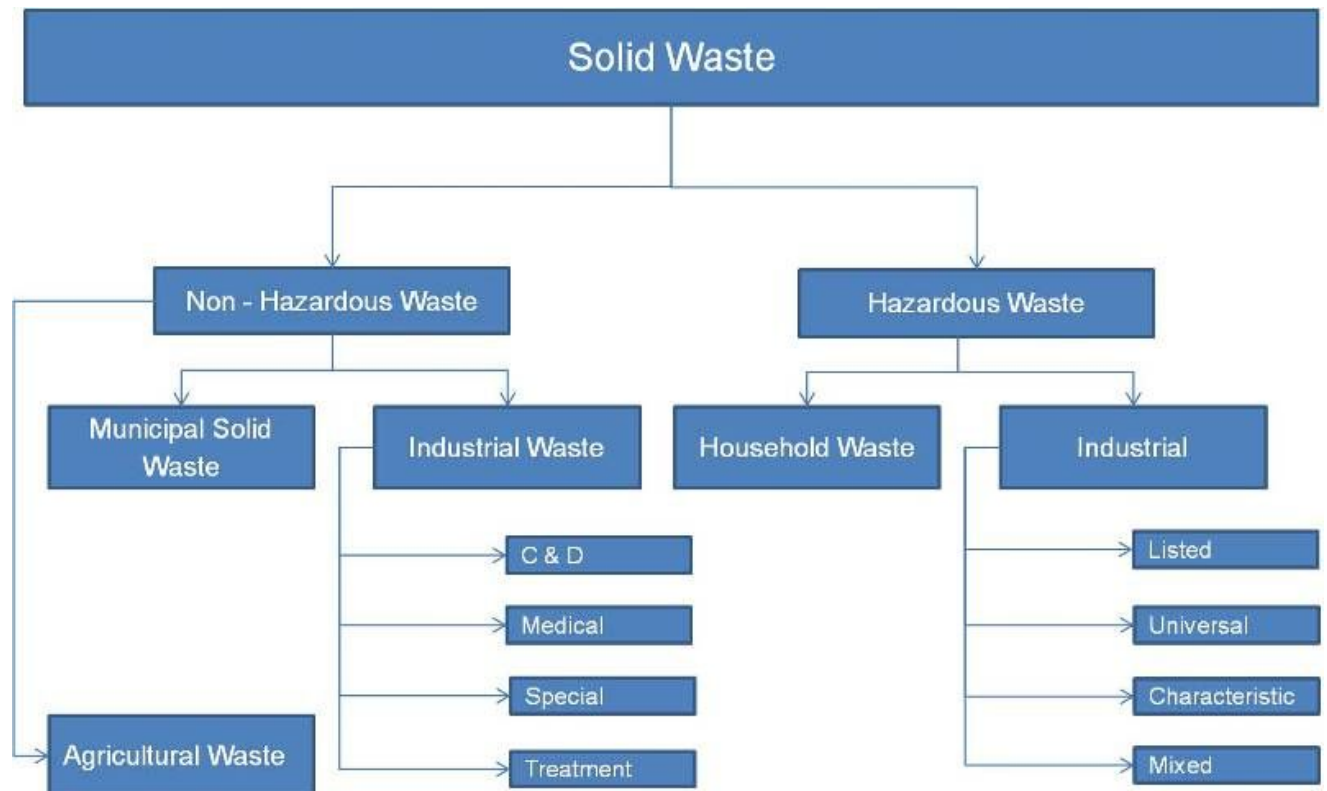 Solid Waste
Non - Hazardous Waste
Hazardous Waste
Municipal Solid
Waste
Industrial Waste
Household Waste
Industrial
C & D
Listed
Medical
Universal
Special
Characteristic
Agricultural Waste
Treatment
Mixed